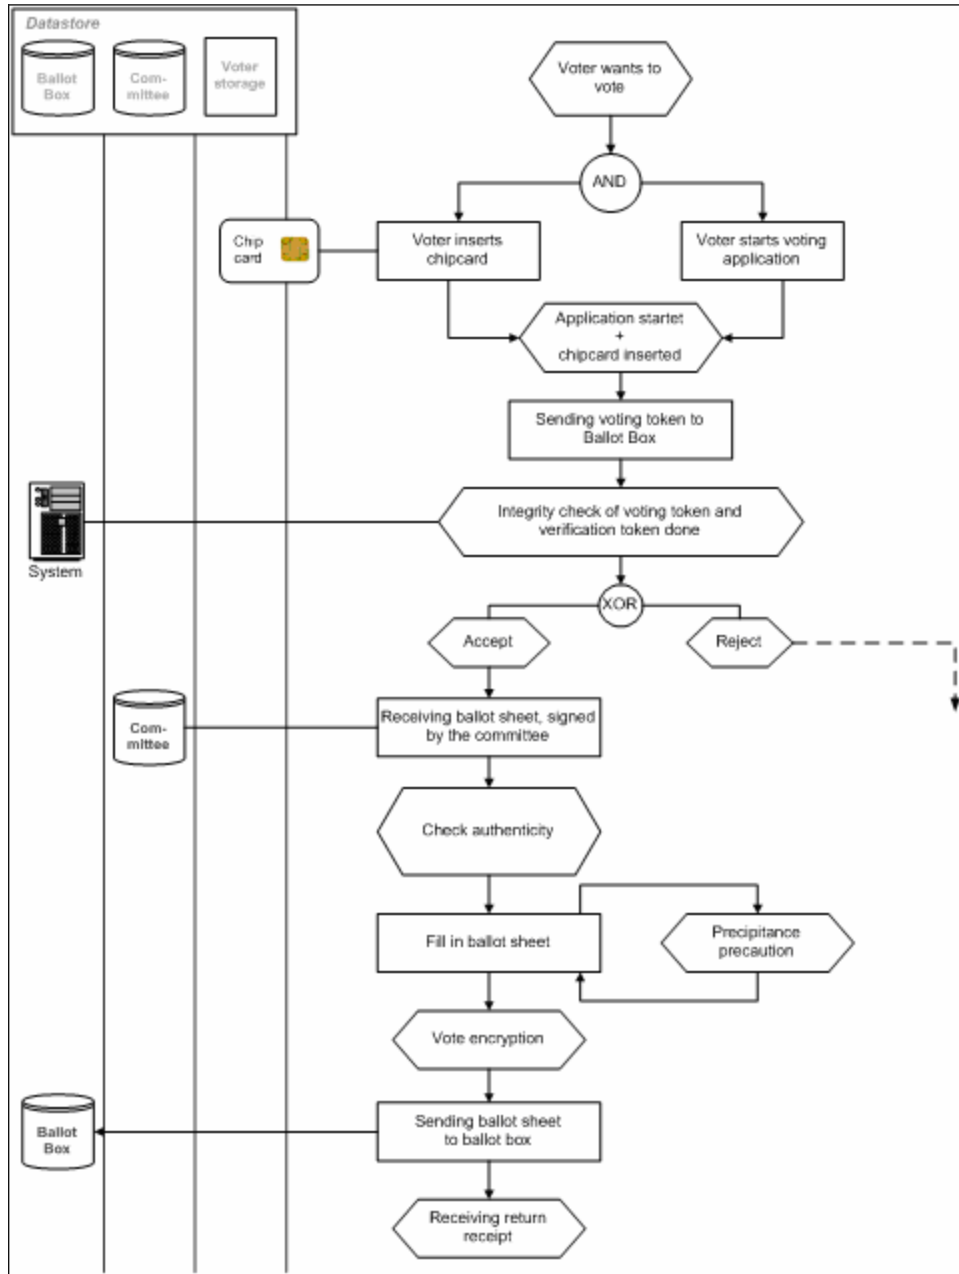 Datastore
Ballot
Box
Com-
mittee
Voter
storage
Voter wants to
vote
AND
Chip
card
Voter inserts
chipcard
Voter starts voting
application
Application startet
+
chipcard inserted
Sending voting token to
Ballot Box
Integrity check of voting token and
verification token done
System
XOR
Accept
Reject
Com-
mittee
Receiving ballot sheet, signed
by the committee
Check authenticity
Fill in ballot sheet
Precipitance
precaution
Vote encryption
Ballot
Box
Sending ballot sheet
to ballot box
Receiving return
receipt